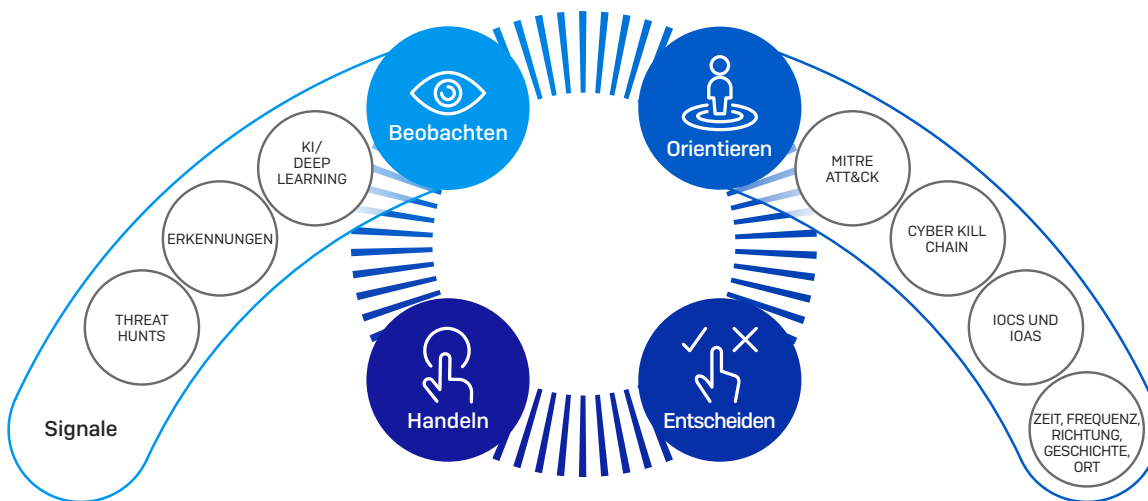 Beobachten
KI/
DEEP
LEARNING
ERKENNUNGEN
THREAT
HUNTS
Signale
Orientieren
MITRE
ATT&CK
CYBER KILL
CHAIN
IOCS UND
IOAS
ZEIT, FREQUENZ,
RICHTUNG,
GESCHICHTE,
ORT
Handeln
Entscheiden